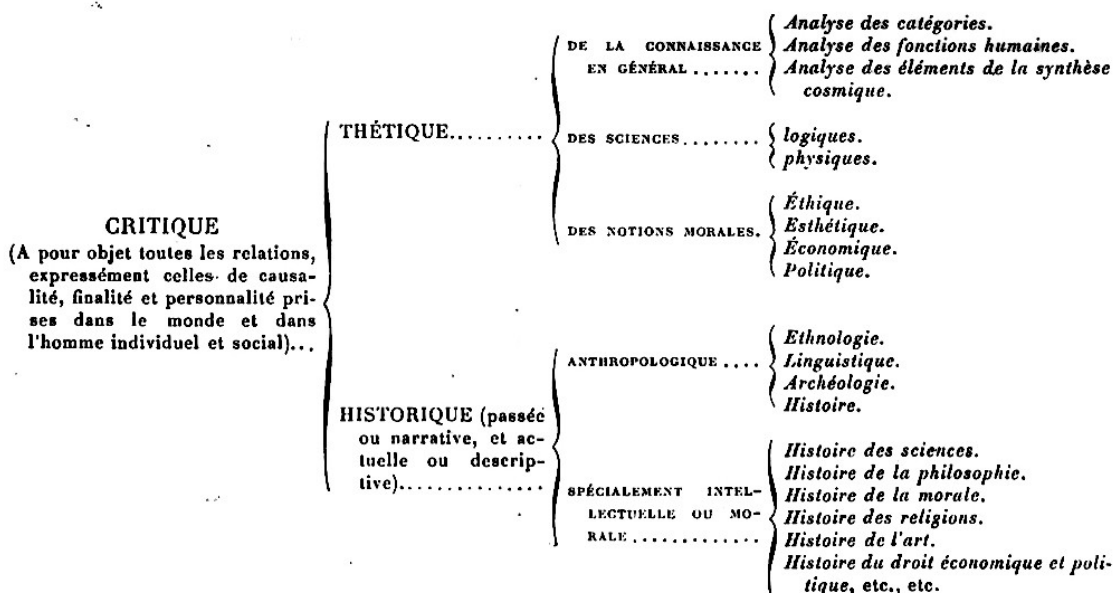 CRITIQUE
(A pour objet toutes les relations,
expressément celles de causa-
lité, finalité et personnalité pri-
ses dans le monde et dans
l'homme individuel et social)...
THÉTIQUE..........
DE LA CONNAISSANCE
EN GÉNÉRAL .......
Analyse des catégories.
Analyse des fonctions humaines.
Analyse des éléments de la synthèse
cosmique.
DES SCIENCES ........
logiques.
physiques.
DES NOTIONS MORALES.
Éthique.
Esthétique.
Économique.
Politique.
HISTORIQUE (passée
ou narrative, et ac-
tuelle ou descrip-
tive)...............
ANTHROPOLOGIQUE ....
Ethnologie.
Linguistique.
Archéologie.
Histoire.
SPÉCIALEMENT INTEL-
LECTUELLE OU MO-
RALE .............
Histoire des sciences.
Histoire de la philosophie.
Histoire de la morale.
Histoire des religions.
Histoire de l'art.
Histoire du droit économique et poli-
tique, etc., etc.